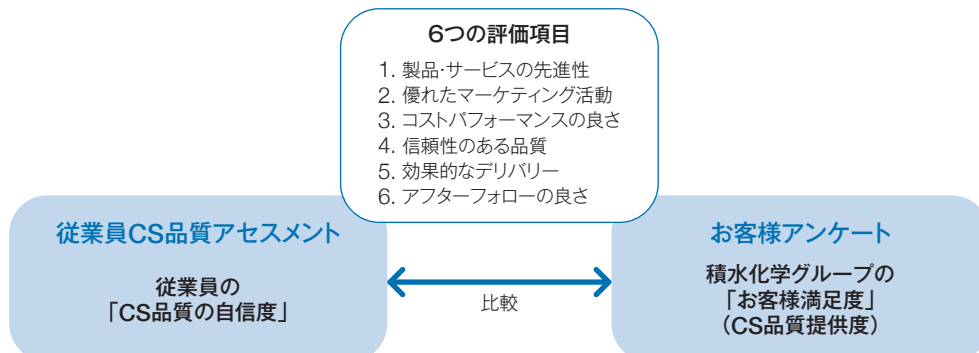 6つの評価項目
1. 製品・サービスの先進性
2. 優れたマーケティング活動
3. コストパフォーマンスの良さ
4. 信頼性のある品質
5. 効果的なデリバリー
6. アフターフォローの良さ
従業員CS品質アセスメント
従業員の
「CS品質の自信度」
比較
お客様アンケート
積水化学グループの
「お客様満足度」
（CS品質提供度）